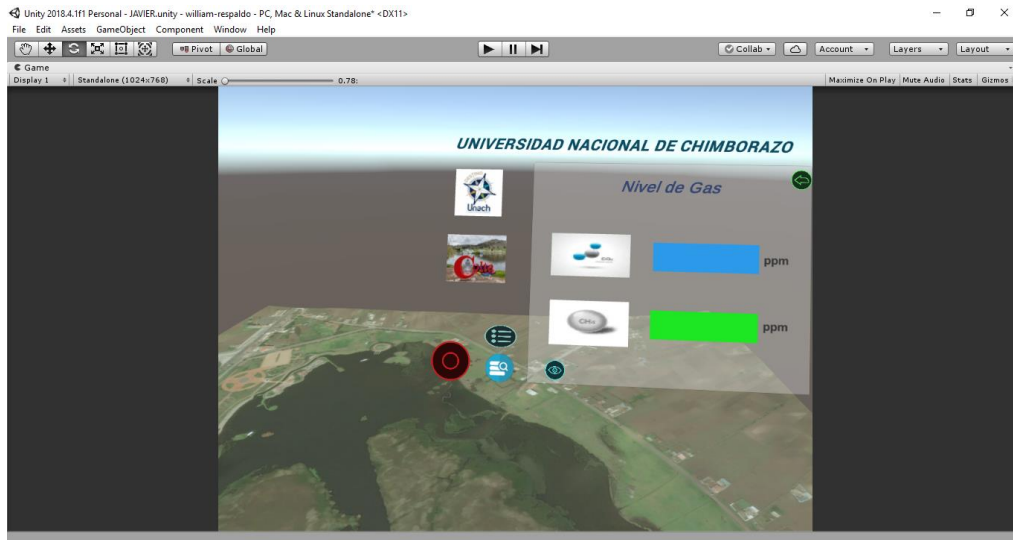 Unity 2018.4.1f1 Personal - JAVIER.unity - william-respaldo - PC, Mac & Linux Standalone* <DX11>
File Edit Assets GameObject Component Window Help
Pivot Global Collab Account Layers Layout
Game
Display 1 Standalone (1024x768) Scale 0.78: Maximize On Play Mute Audio Stats Gizmos
UNIVERSIDAD NACIONAL DE CHIMBORAZO
Nivel de Gas
Unach
ppm
CH4
ppm